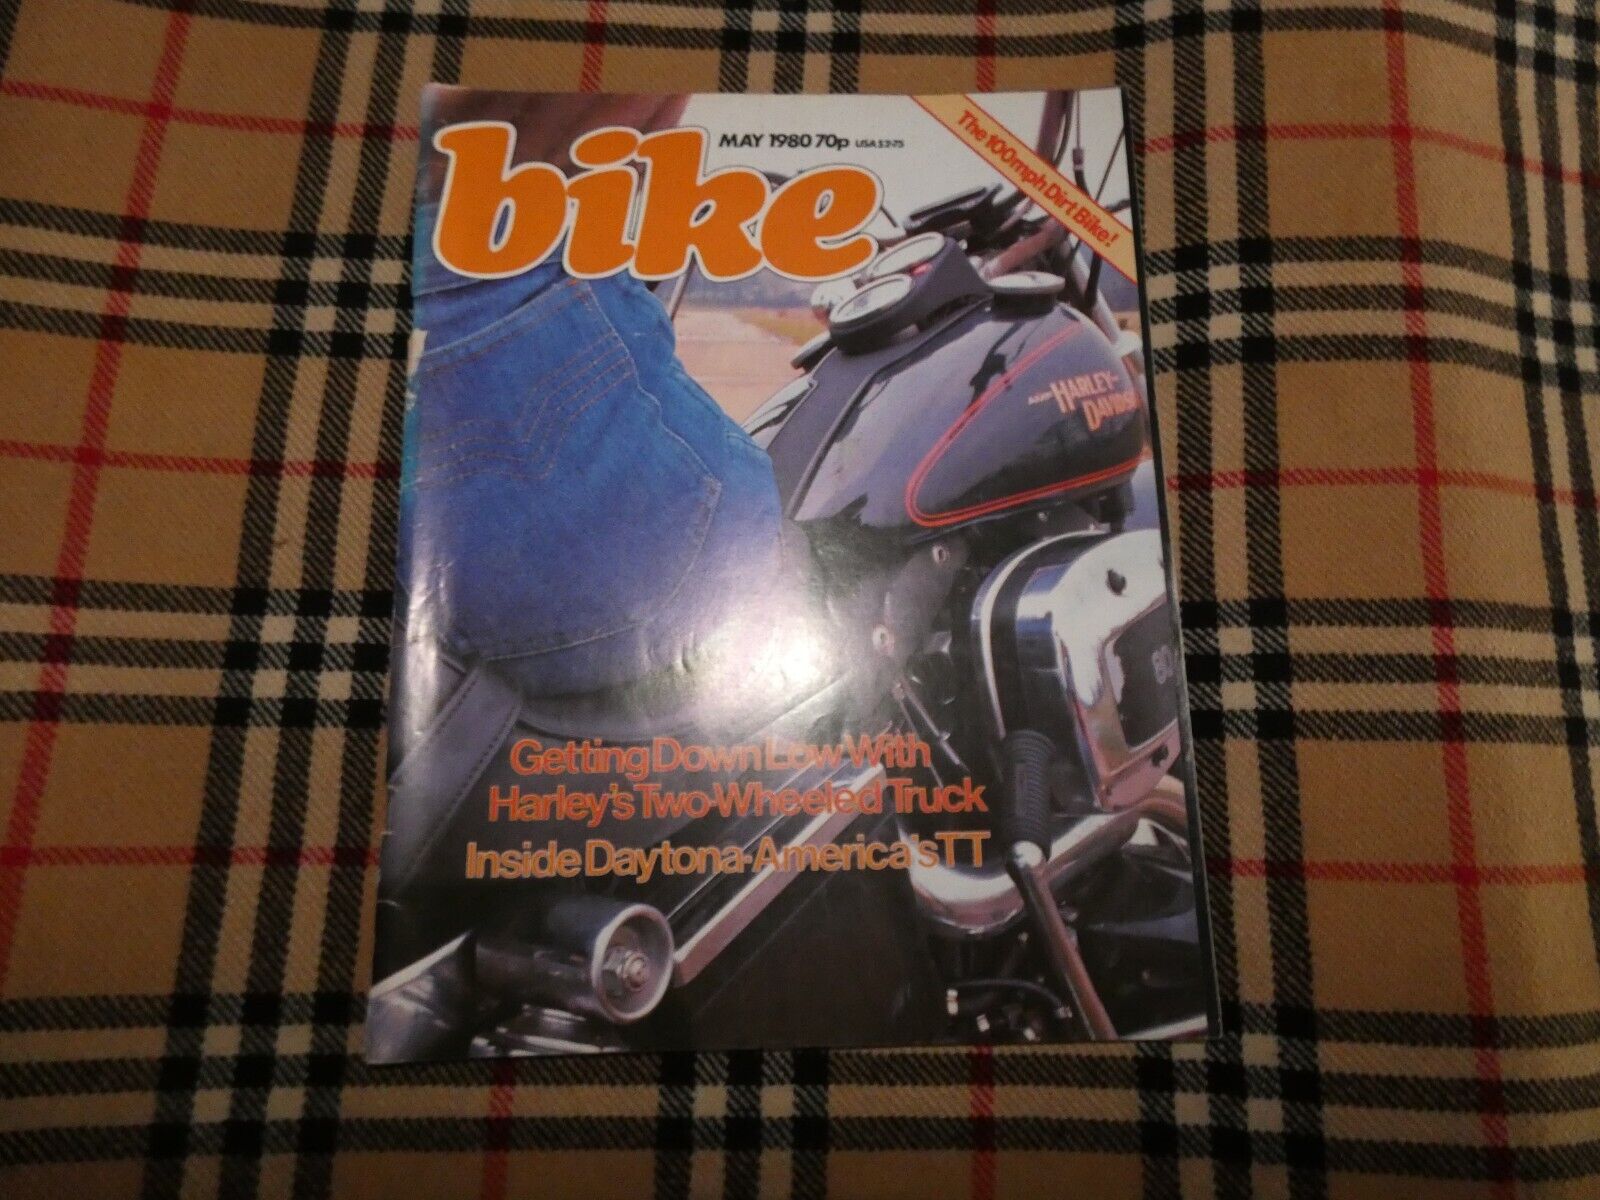 MAY 1980 70p USA $2·75
bike
The 100mph Dirt Bike!
HARLEY-
DAVIDSON
80
Getting Down Low With
Harley's Two-Wheeled Truck
Inside Daytona-America's TT